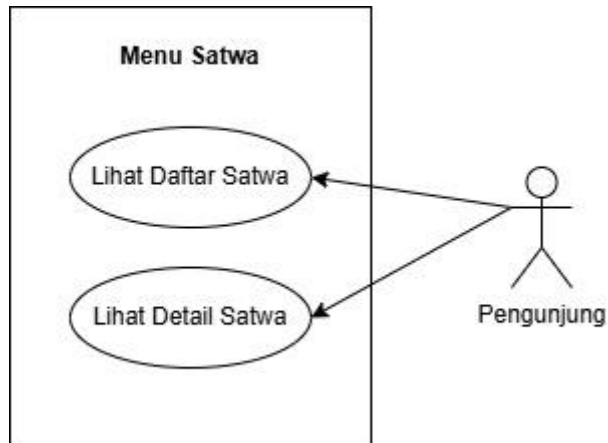 Menu Satwa
Lihat Daftar Satwa
Lihat Detail Satwa
Pengunjung